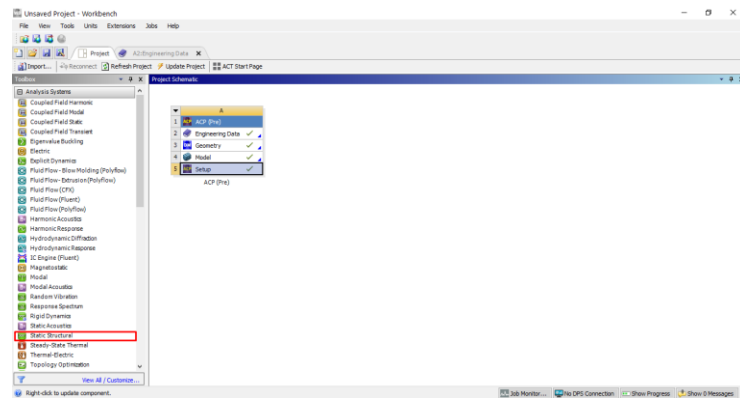 Unsaved Project - Workbench
File View Tools Units Extensions Jobs Help
Project A2:Engineering Data
Import... Reconnect Refresh Project Update Project ACT Start Page
Toolbox
Project Schematic
Analysis Systems
Coupled Field Harmonic
Coupled Field Modal
Coupled Field Static
Coupled Field Transient
Eigenvalue Buckling
Electric
Explicit Dynamics
Fluid Flow - Blow Molding (Polyflow)
Fluid Flow - Extrusion (Polyflow)
Fluid Flow (CFX)
Fluid Flow (Fluent)
Fluid Flow (Polyflow)
Harmonic Acoustics
Harmonic Response
Hydrodynamic Diffraction
Hydrodynamic Response
IC Engine (Fluent)
Magnetostatic
Modal
Modal Acoustics
Random Vibration
Response Spectrum
Rigid Dynamics
Static Acoustics
Static Structural
Steady-State Thermal
Thermal-Electric
Topology Optimization
View All / Customize...
A
1 ACP (Pre)
2 Engineering Data
3 Geometry
4 Model
5 Setup
ACP (Pre)
Right-click to update component.
Job Monitor... No DPS Connection Show Progress Show 0 Messages